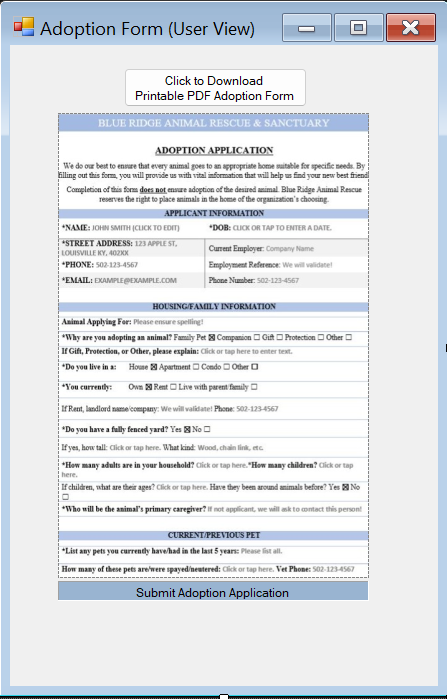 Adoption Form (User View)
Click to Download
Printable PDF Adoption Form
BLUE RIDGE ANIMAL RESCUE & SANCTUARY
ADOPTION APPLICATION
We do our best to ensure that every animal goes to an appropriate home suitable for specific needs. By
filling out this form, you will provide us with vital information that will help us find your new best friend
Completion of this form does not ensure adoption of the desired animal. Blue Ridge Animal Rescue
reserves the right to place animals in the home of the organization's choosing.
APPLICANT INFORMATION
*NAME: JOHN SMITH (CLICK TO EDIT) *DOB: CLICK OR TAP TO ENTER A DATE.
*STREET ADDRESS: 123 APPLE ST,
LOUISVILLE KY, 402XX
Current Employer: Company Name
*PHONE: 502-123-4567 Employment Reference: We will validate!
*EMAIL: EXAMPLE@EXAMPLE.COM Phone Number: 502-123-4567
HOUSING/FAMILY INFORMATION
Animal Applying For: Please ensure spelling!
*Why are you adopting an animal? Family Pet ☒ Companion ☐ Gift ☐ Protection ☐ Other ☐
If Gift, Protection, or Other, please explain: Click or tap here to enter text.
*Do you live in a: House ☒ Apartment ☐ Condo ☐ Other ☐
*You currently: Own ☒ Rent ☐ Live with parent/family ☐
If Rent, landlord name/company: We will validate! Phone: 502-123-4567
*Do you have a fully fenced yard? Yes ☒ No ☐
If yes, how tall: Click or tap here. What kind: Wood, chain link, etc.
*How many adults are in your household? Click or tap here. *How many children? Click or tap
here.
If children, what are their ages? Click or tap here. Have they been around animals before? Yes ☒ No
☐
*Who will be the animal's primary caregiver? If not applicant, we will ask to contact this person!
CURRENT/PREVIOUS PET
*List any pets you currently have/had in the last 5 years: Please list all.
How many of these pets are/were spayed/neutered: Click or tap here. Vet Phone: 502-123-4567
Submit Adoption Application